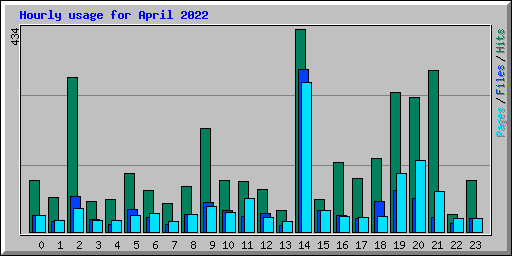 Hourly usage for April 2022
434
Pages / Files / Hits
0 1 2 3 4 5 6 7 8 9 10 11 12 13 14 15 16 17 18 19 20 21 22 23